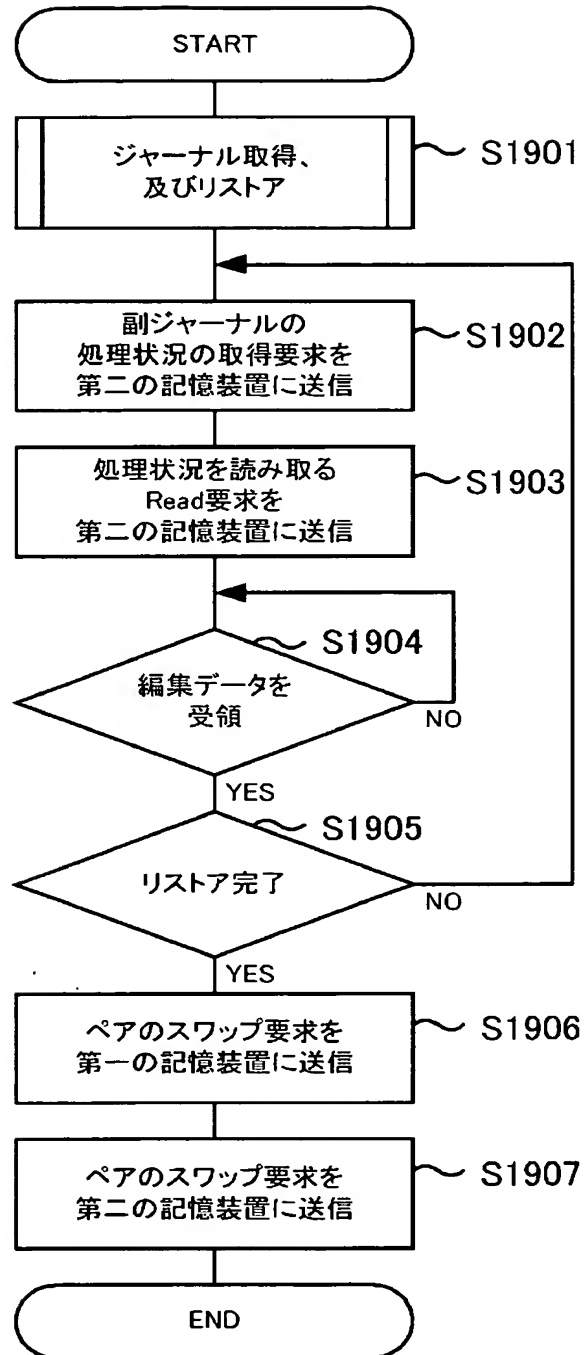 START
ジャーナル取得、
及びリストア
S1901
副ジャーナルの
処理状況の取得要求を
第二の記憶装置に送信
S1902
処理状況を読み取る
Read要求を
第二の記憶装置に送信
S1903
S1904
編集データを
受領
NO
YES
S1905
リストア完了
NO
YES
ペアのスワップ要求を
第一の記憶装置に送信
S1906
ペアのスワップ要求を
第二の記憶装置に送信
S1907
END